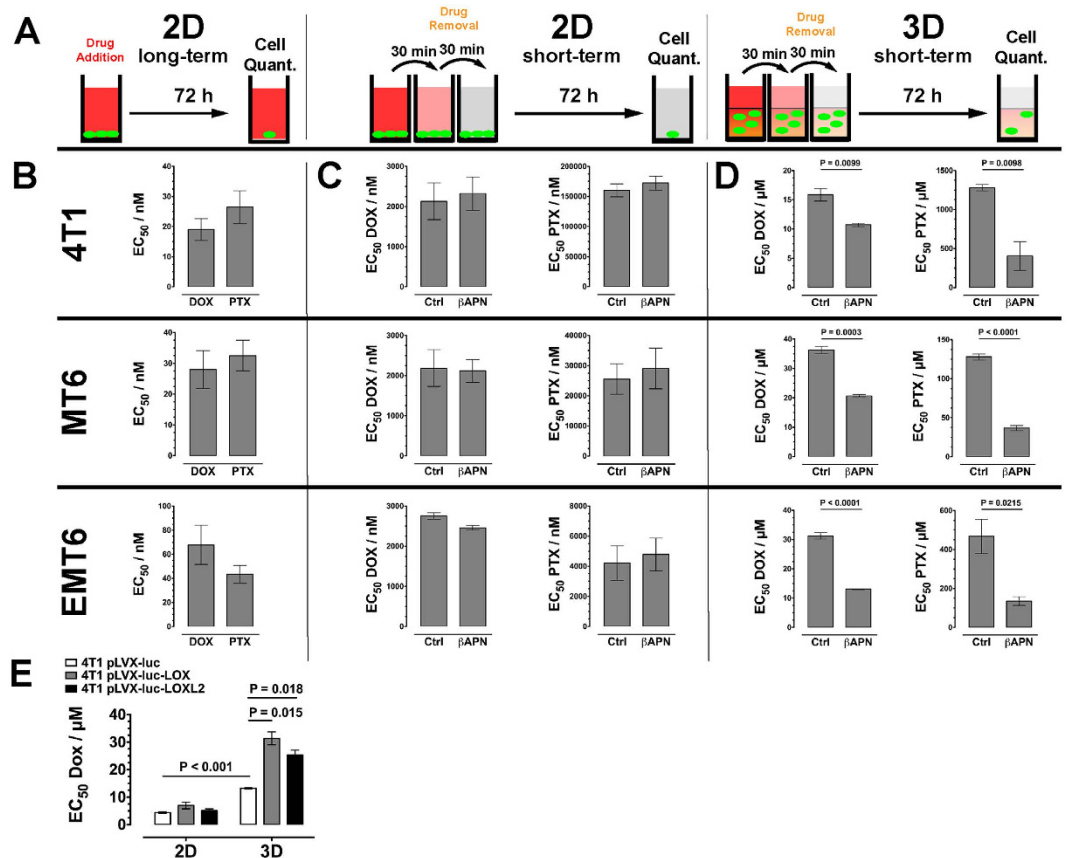 A
Drug
Addition
2D
long-term
Cell
Quant.
72 h
Drug
Removal
30 min 30 min
2D
short-term
Cell
Quant.
72 h
Drug
Removal
30 min 30 min
3D
short-term
Cell
Quant.
72 h
4T1
B
EC50 / nM
40
30
20
10
0
DOX PTX
C
EC50 DOX / nM
3000
2000
1000
0
Ctrl βAPN
EC50 PTX / nM
200000
175000
150000
125000
100000
75000
50000
25000
0
Ctrl βAPN
D
EC50 DOX / µM
P = 0.0099
20
15
10
5
0
Ctrl βAPN
EC50 PTX / µM
P = 0.0098
1500
1000
500
0
Ctrl βAPN
MT6
EC50 / nM
40
30
20
10
0
DOX PTX
EC50 DOX / nM
3000
2000
1000
0
Ctrl βAPN
EC50 PTX / nM
40000
30000
20000
10000
0
Ctrl βAPN
EC50 DOX / µM
P = 0.0003
40
30
20
10
0
Ctrl βAPN
EC50 PTX / µM
P < 0.0001
150
100
50
0
Ctrl βAPN
EMT6
EC50 / nM
100
80
60
40
20
0
DOX PTX
EC50 DOX / nM
3000
2000
1000
0
Ctrl βAPN
EC50 PTX / nM
8000
6000
4000
2000
0
Ctrl βAPN
EC50 DOX / µM
P < 0.0001
40
30
20
10
0
Ctrl βAPN
EC50 PTX / µM
P = 0.0215
600
400
200
0
Ctrl βAPN
E
4T1 pLVX-luc
4T1 pLVX-luc-LOX
4T1 pLVX-luc-LOXL2
EC50 Dox / µM
40
30
20
10
0
P < 0.001
P = 0.018
P = 0.015
2D 3D